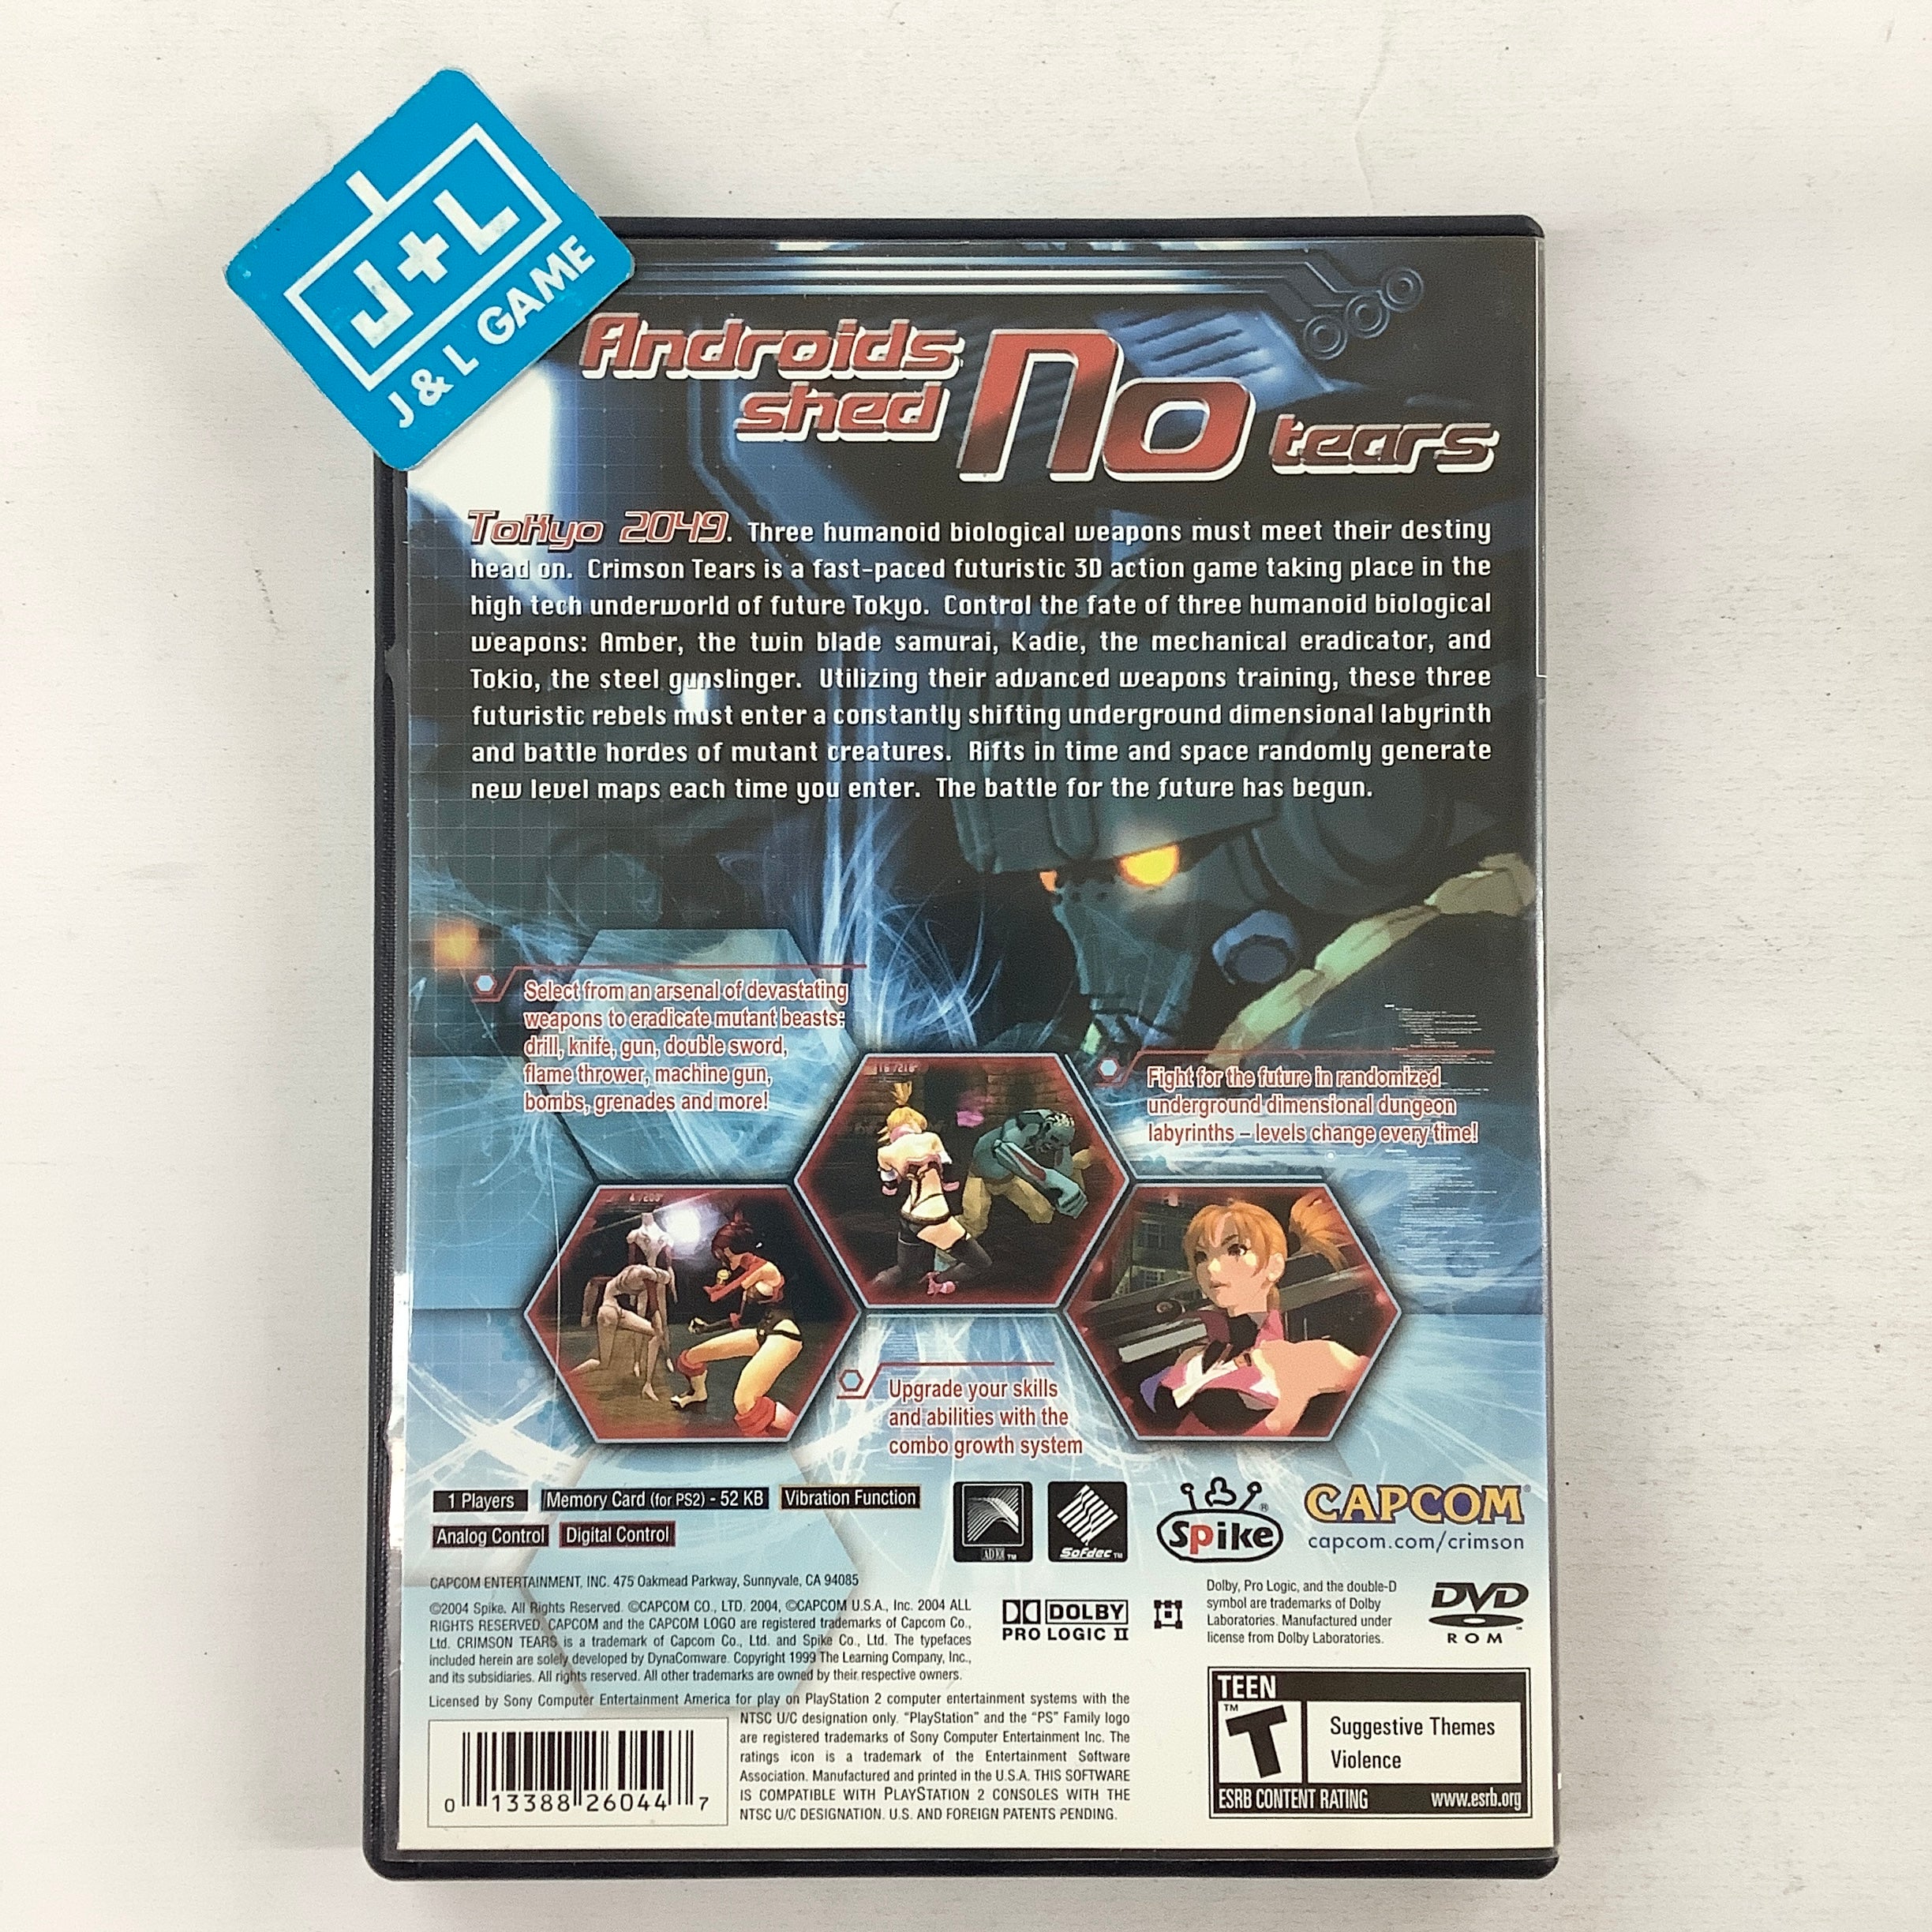 J+L
J & L GAME
Androids
shed
No
tears
Tokyo 2049. Three humanoid biological weapons must meet their destiny
head on. Crimson Tears is a fast-paced futuristic 3D action game taking place in the
high tech underworld of future Tokyo. Control the fate of three humanoid biological
weapons: Amber, the twin blade samurai, Kadie, the mechanical eradicator, and
Tokio, the steel gunslinger. Utilizing their advanced weapons training, these three
futuristic rebels must enter a constantly shifting underground dimensional labyrinth
and battle hordes of mutant creatures. Rifts in time and space randomly generate
new level maps each time you enter. The battle for the future has begun.
Select from an arsenal of devastating
weapons to eradicate mutant beasts:
drill, knife, gun, double sword,
flame thrower, machine gun,
bombs, grenades and more!
Fight for the future in randomized
underground dimensional dungeon
labyrinths – levels change every time!
Upgrade your skills
and abilities with the
combo growth system
1 Players
Memory Card (for PS2) - 52 KB
Vibration Function
Analog Control
Digital Control
ADX™
Sofdec™
Spike®
CAPCOM®
capcom.com/crimson
CAPCOM ENTERTAINMENT, INC. 475 Oakmead Parkway, Sunnyvale, CA 94085
©2004 Spike. All Rights Reserved. ©CAPCOM CO., LTD. 2004, ©CAPCOM U.S.A., Inc. 2004 ALL
RIGHTS RESERVED. CAPCOM and the CAPCOM LOGO are registered trademarks of Capcom Co.,
Ltd. CRIMSON TEARS is a trademark of Capcom Co., Ltd. and Spike Co., Ltd. The typefaces
included herein are solely developed by DynaComware. Copyright 1999 The Learning Company, Inc.,
and its subsidiaries. All rights reserved. All other trademarks are owned by their respective owners.
DOLBY
PRO LOGIC II
Dolby, Pro Logic, and the double-D
symbol are trademarks of Dolby
Laboratories. Manufactured under
license from Dolby Laboratories.
DVD
ROM
Licensed by Sony Computer Entertainment America for play on PlayStation 2 computer entertainment systems with the
NTSC U/C designation only. “PlayStation” and the “PS” Family logo
are registered trademarks of Sony Computer Entertainment Inc. The
ratings icon is a trademark of the Entertainment Software
Association. Manufactured and printed in the U.S.A. THIS SOFTWARE
IS COMPATIBLE WITH PLAYSTATION 2 CONSOLES WITH THE
NTSC U/C DESIGNATION. U.S. AND FOREIGN PATENTS PENDING.
0 13388 26044 7
TEEN
T™
Suggestive Themes
Violence
ESRB CONTENT RATING www.esrb.org